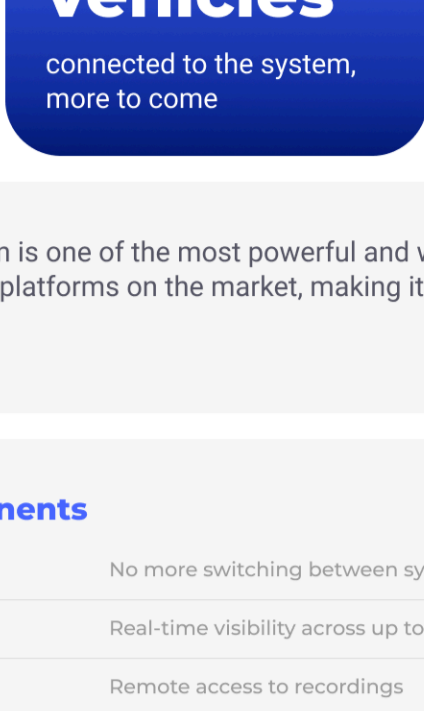 vehicles
connected to the system,
more to come
n is one of the most powerful and
platforms on the market, making it
nents
No more switching between sy
Real-time visibility across up to
Remote access to recordings